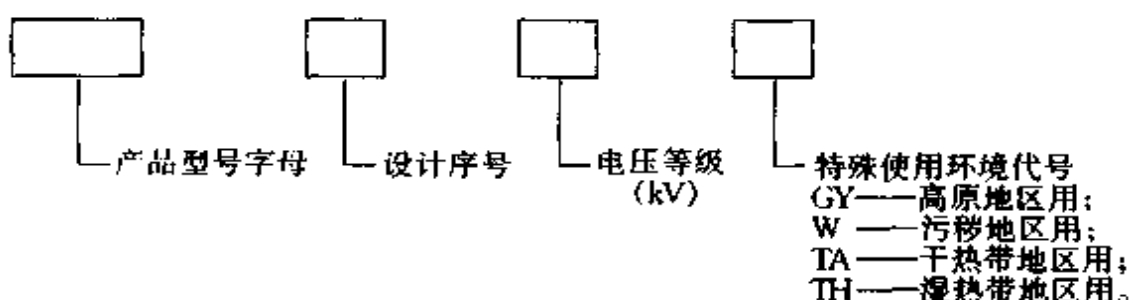 产品型号字母
设计序号
电压等级
(kV)
特殊使用环境代号
GY——高原地区用；
W——污秽地区用；
TA——干热带地区用；
TH——湿热带地区用。